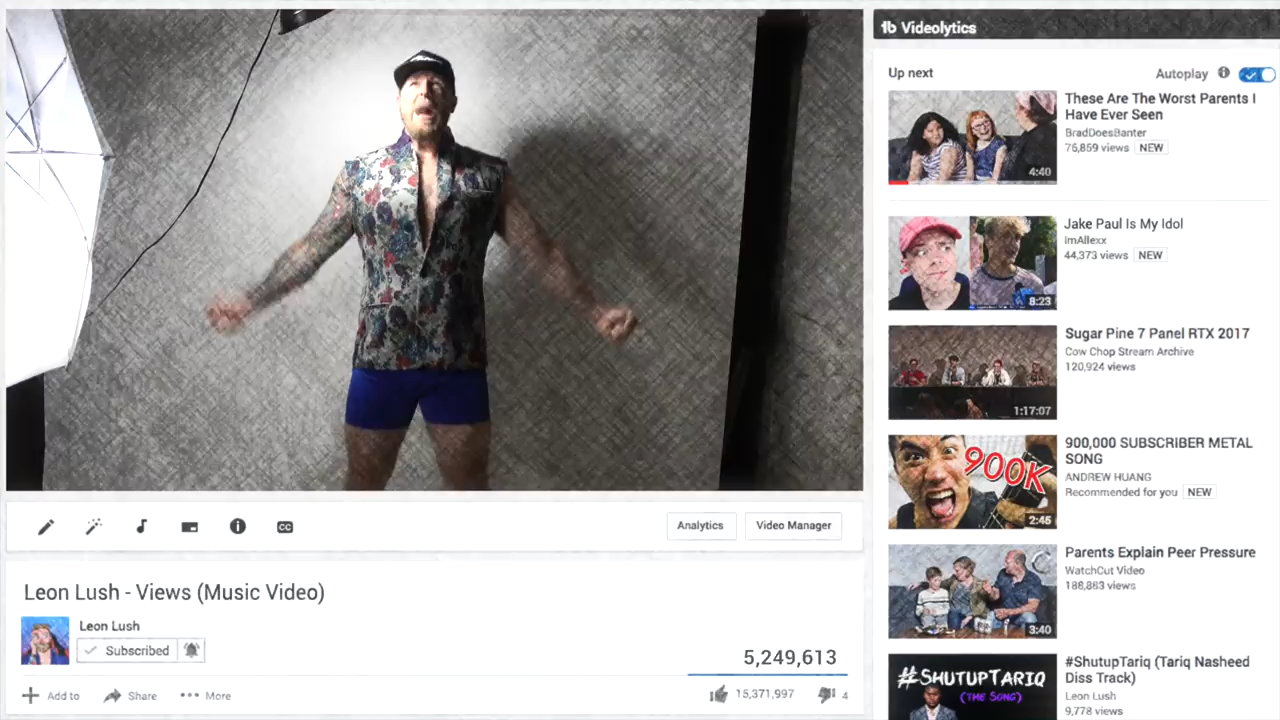 Videolytics
Up next
Autoplay
These Are The Worst Parents I
Have Ever Seen
BradDoesBanter
75,859 views NEW
4:40
Jake Paul Is My Idol
ImAllexx
44,373 views NEW
8:23
Sugar Pine 7 Panel RTX 2017
Cow Chop Stream Archive
120,924 views
1:17:07
900,000 SUBSCRIBER METAL
SONG
ANDREW HUANG
Recommended for you NEW
900K
2:45
Parents Explain Peer Pressure
WatchCut Video
188,883 views
3:40
#SHUTUPTARIQ
(THE SONG)
#ShutupTariq (Tariq Nasheed
Diss Track)
Leon Lush
9,778 views
CC
Analytics
Video Manager
Leon Lush - Views (Music Video)
Leon Lush
Subscribed
5,249,613
Add to
Share
More
15,371,997
4